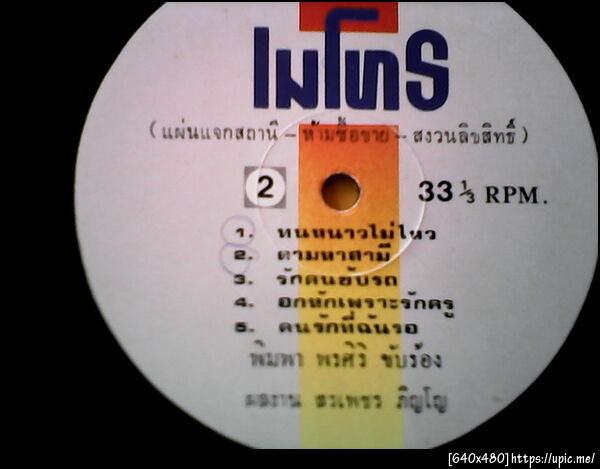 เมโทร
(แผ่นแจกสถานี – ห้ามซื้อขาย – สงวนลิขสิทธิ์)
2
33 1/3 RPM.
1. ทนหนาวไม่ไหว
2. ตามหาสามี
3. รักคนขับรถ
4. อกหักเพราะรักครู
5. คนรักที่ฉันรอ
พิมพา พรศิริ ขับร้อง
ผลงาน สรเพชร ภิญโญ
[640x480]https://upic.me/